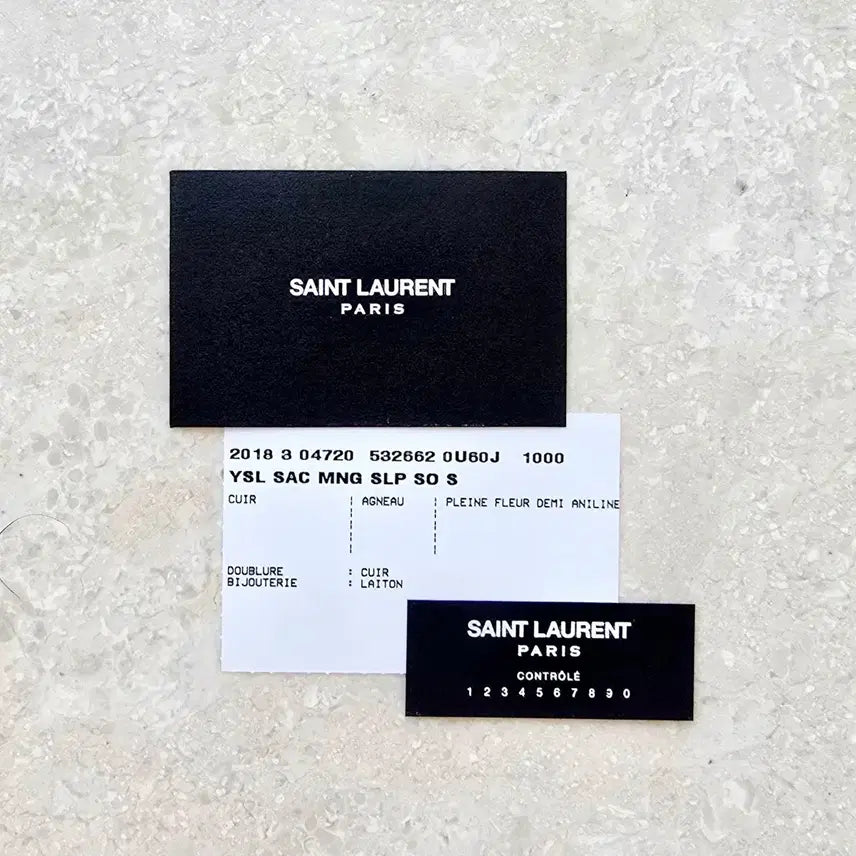 SAINT LAURENT
PARIS
2018 3 04720 532662 0U60J 1000
YSL SAC MNG SLP SO S
CUIR ¦ AGNEAU ¦ PLEINE FLEUR DEMI ANILINE
DOUBLURE : CUIR
BIJOUTERIE : LAITON
SAINT LAURENT
PARIS
CONTRÔLÉ
1 2 3 4 5 6 7 8 9 0